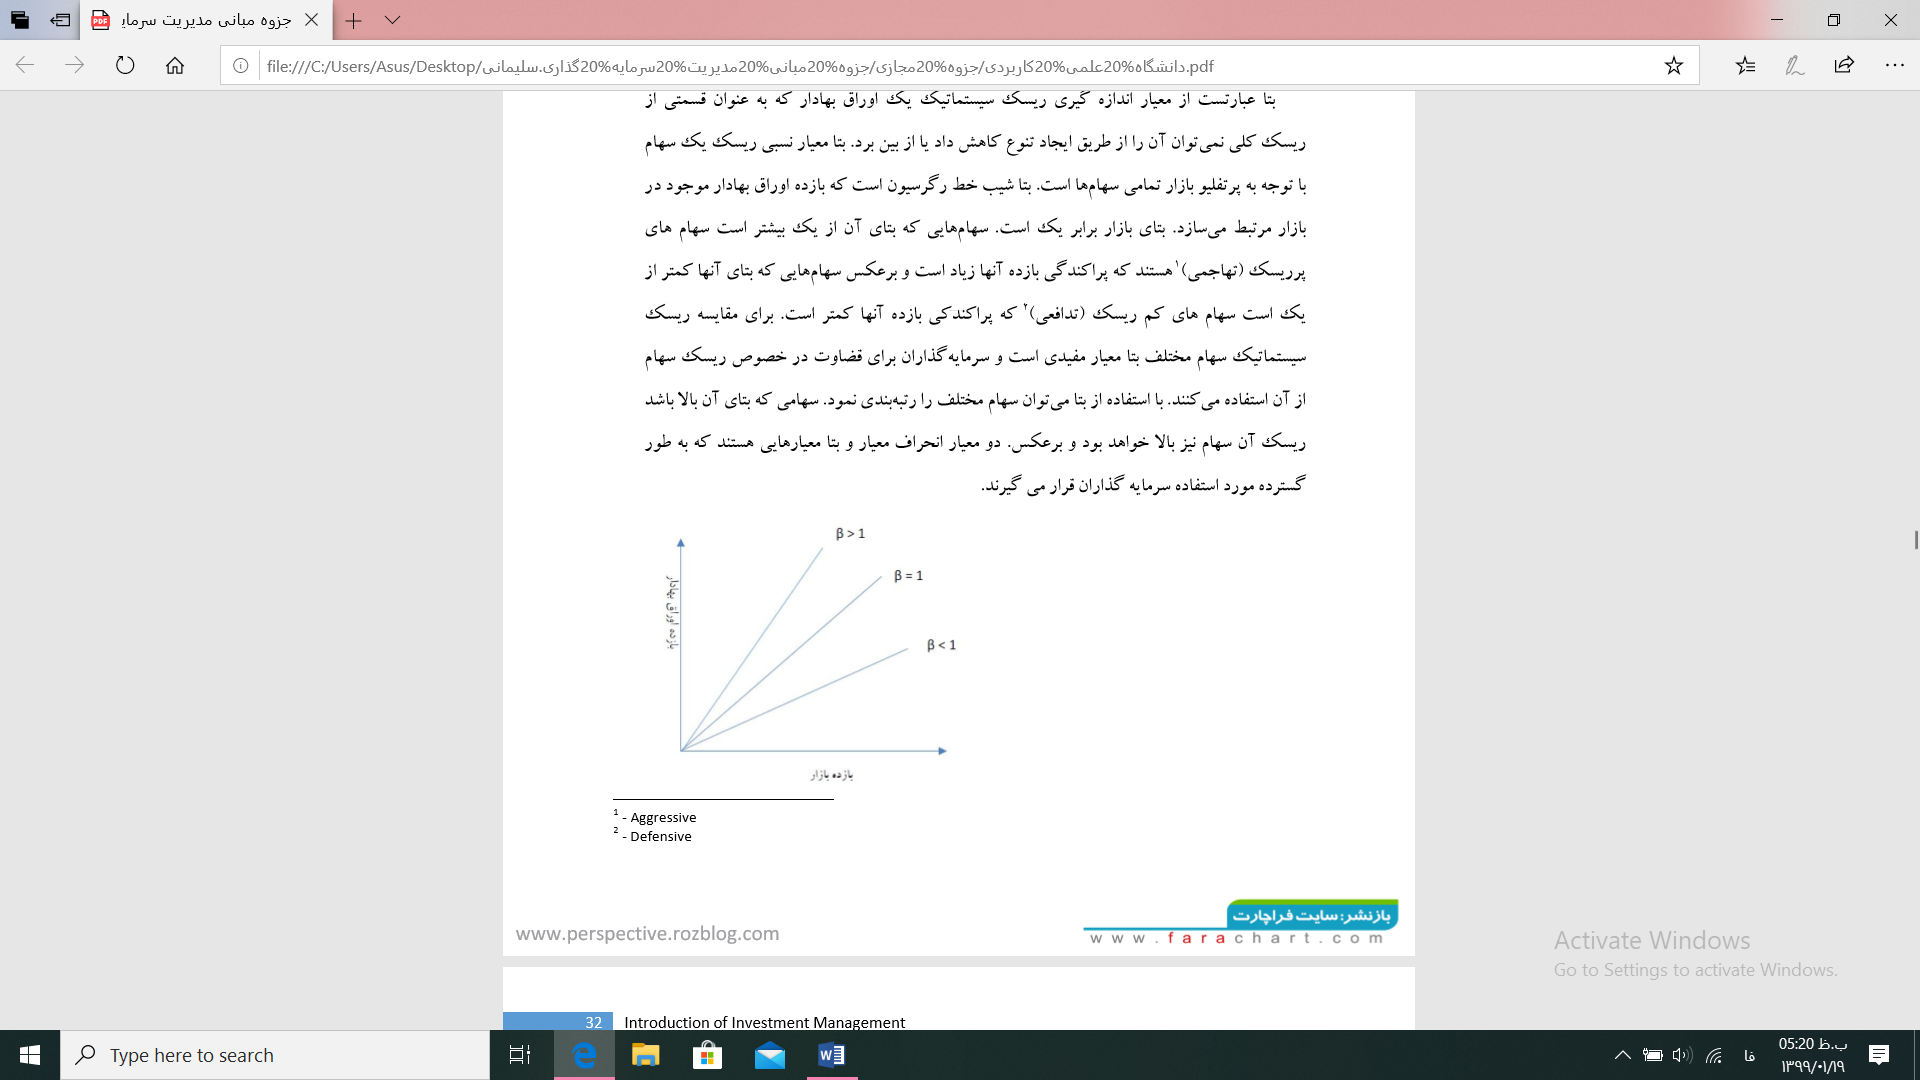 جزوه مبانی مدیریت سرمایـ
file:///C:/Users/Asus/Desktop/دانشگاه%20علمی%20کاربردی/جزوه%20مجازی/جزوه%20مبانی%20مدیریت%20سرمایه%20گذاری.سلیمانی.pdf
بتا عبارتست از معیار اندازه گیری ریسک سیستماتیک یک اوراق بهادار که به عنوان قسمتی از
ریسک کلی نمی‌توان آن را از طریق ایجاد تنوع کاهش داد یا از بین برد. بتا معیار نسبی ریسک یک سهام
با توجه به پرتفلیو بازار تمامی سهام‌ها است. بتا شیب خط رگرسیون است که بازده اوراق بهادار موجود در
بازار مرتبط می‌سازد. بتای بازار برابر یک است. سهام‌هایی که بتای آن از یک بیشتر است سهام های
پرریسک (تهاجمی)۱ هستند که پراکندگی بازده آنها زیاد است و برعکس سهام‌هایی که بتای آنها کمتر از
یک است سهام های کم ریسک (تدافعی)۲ که پراکندکی بازده آنها کمتر است. برای مقایسه ریسک
سیستماتیک سهام مختلف بتا معیار مفیدی است و سرمایه‌گذاران برای قضاوت در خصوص ریسک سهام
از آن استفاده می‌کنند. با استفاده از بتا می‌توان سهام مختلف را رتبه‌بندی نمود. سهامی که بتای آن بالا باشد
ریسک آن سهام نیز بالا خواهد بود و برعکس. دو معیار انحراف معیار و بتا معیارهایی هستند که به طور
گسترده مورد استفاده سرمایه گذاران قرار می گیرند.
β > 1
β = 1
β < 1
بازده اوراق بهادار
بازده بازار
1 - Aggressive
2 - Defensive
www.perspective.rozblog.com
بازنشر: سایت فراچارت
www.farachart.com
Activate Windows
Go to Settings to activate Windows.
32 Introduction of Investment Management
Type here to search
فا
05:20 ب.ظ
۱۳۹۹/۰۱/۱۹